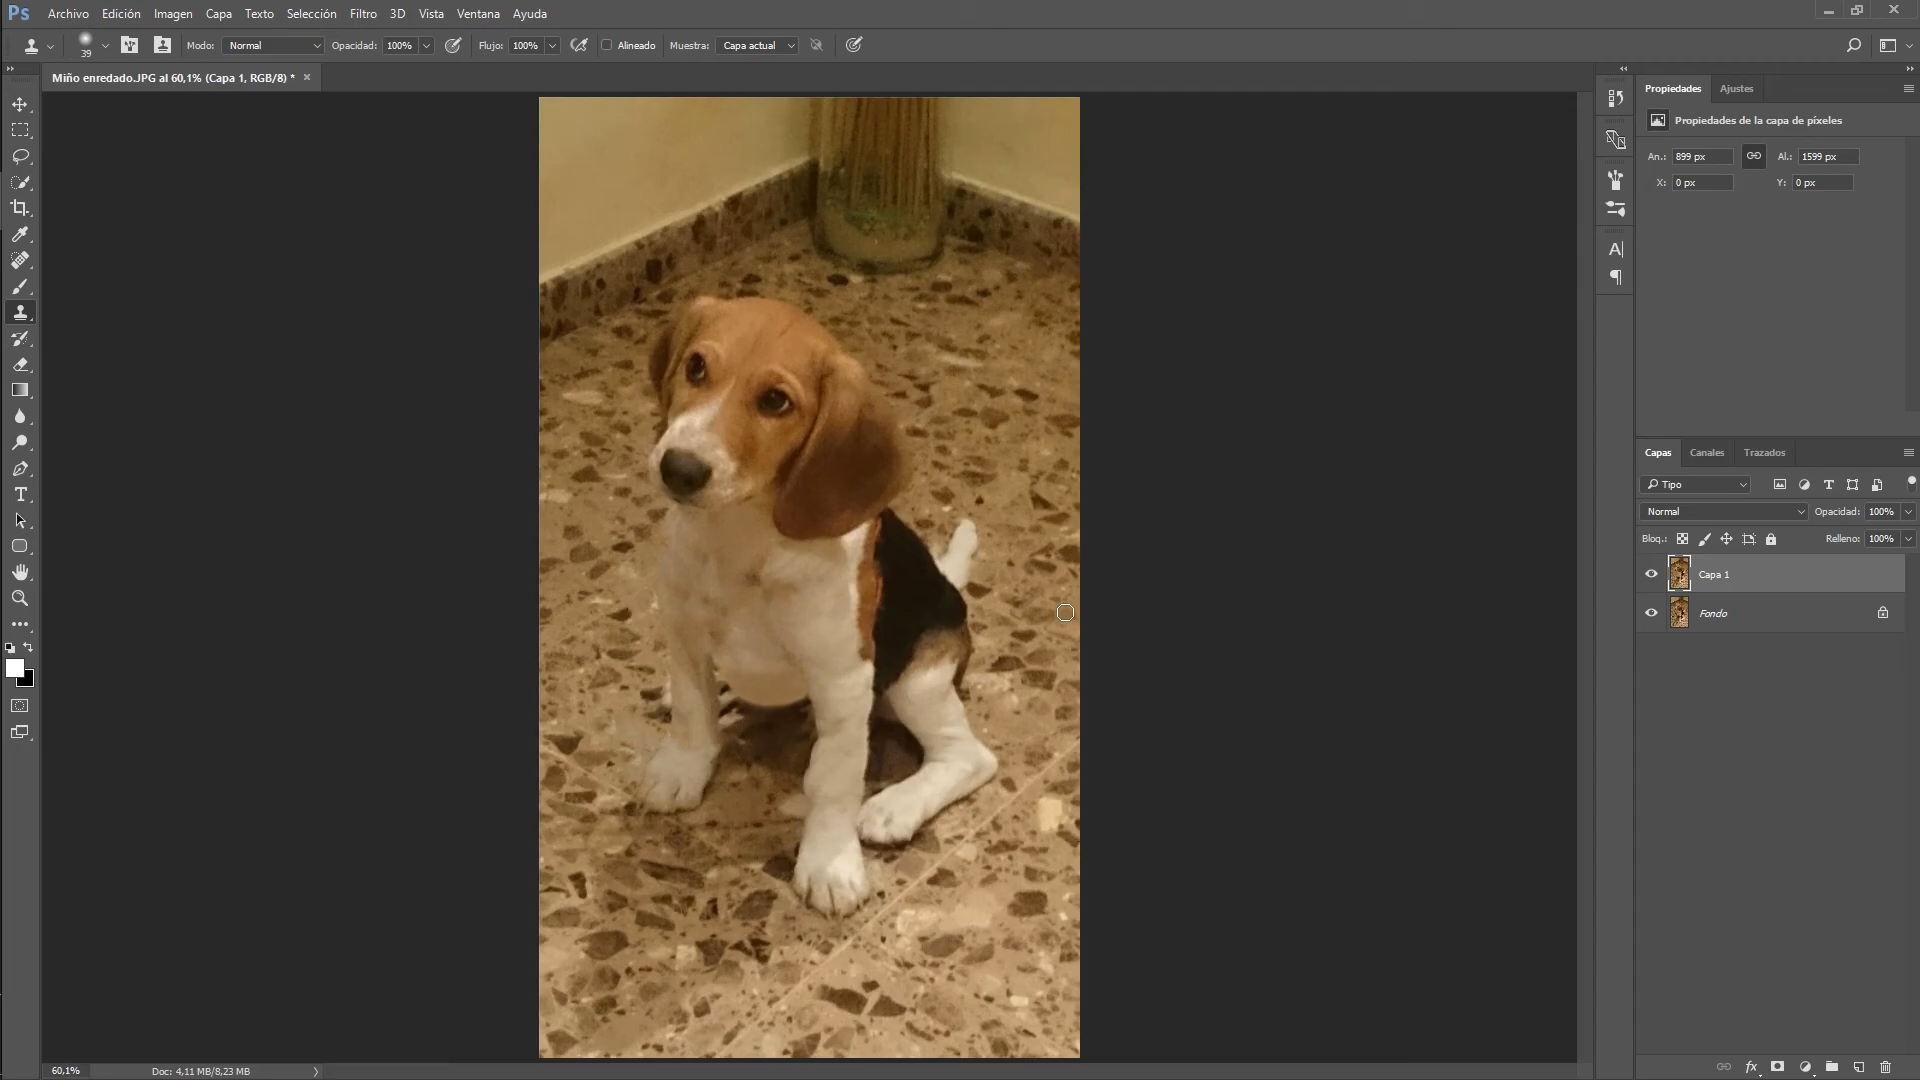 Ps Archivo Edición Imagen Capa Texto Selección Filtro 3D Vista Ventana Ayuda
39 Modo: Normal Opacidad: 100% Flujo: 100% Alineado Muestra: Capa actual
Miño enredado.JPG al 60,1% (Capa 1, RGB/8) * ×
Propiedades Ajustes
Propiedades de la capa de píxeles
An.: 899 px Al.: 1599 px
X: 0 px Y: 0 px
A|
Capas Canales Trazados
Tipo
Normal Opacidad: 100%
Bloq.: Relleno: 100%
Capa 1
Fondo
fx
60,1% Doc: 4,11 MB/8,23 MB